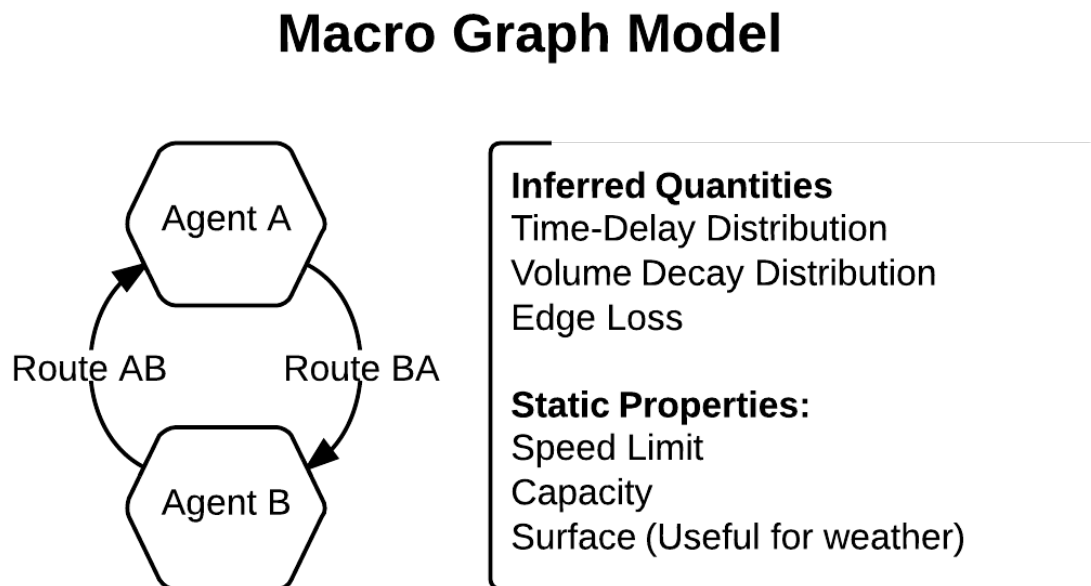 Macro Graph Model
Agent A
Route AB
Route BA
Agent B
Inferred Quantities
Time-Delay Distribution
Volume Decay Distribution
Edge Loss
Static Properties:
Speed Limit
Capacity
Surface (Useful for weather)